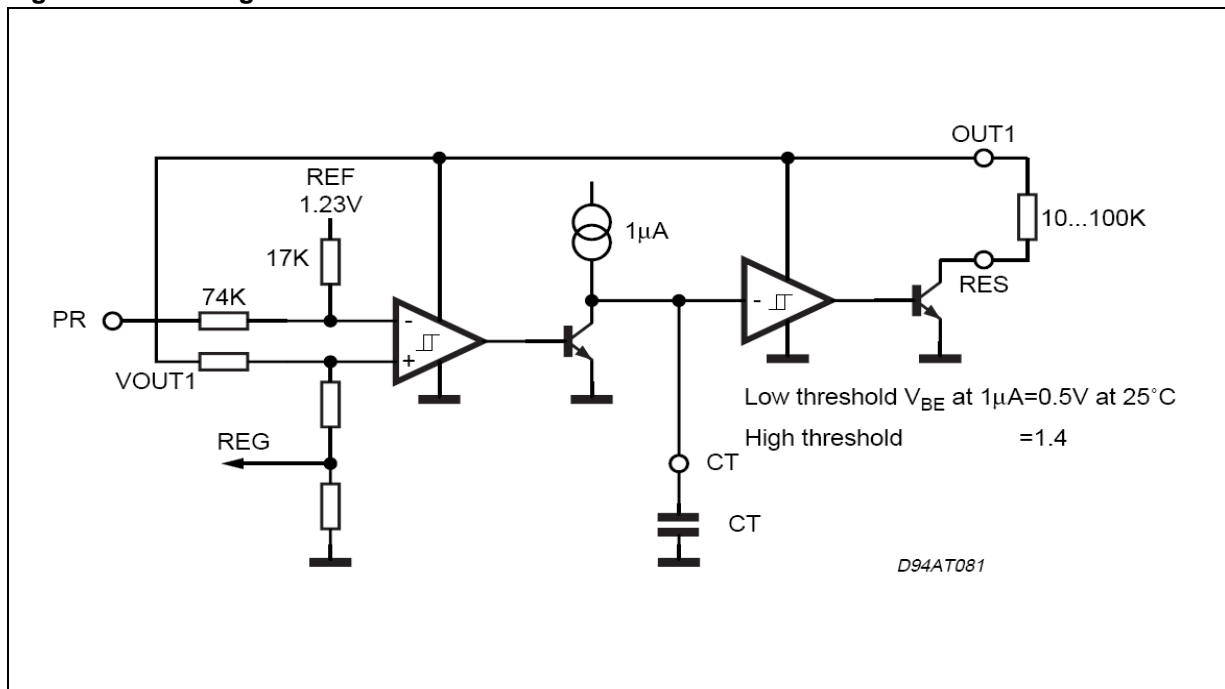 OUT1
REF
1.23V
1µA
10...100K
17K
RES
74K
PR
-
-
+
VOUT1
Low threshold VBE at 1µA=0.5V at 25°C
High threshold =1.4
REG
CT
CT
D94AT081